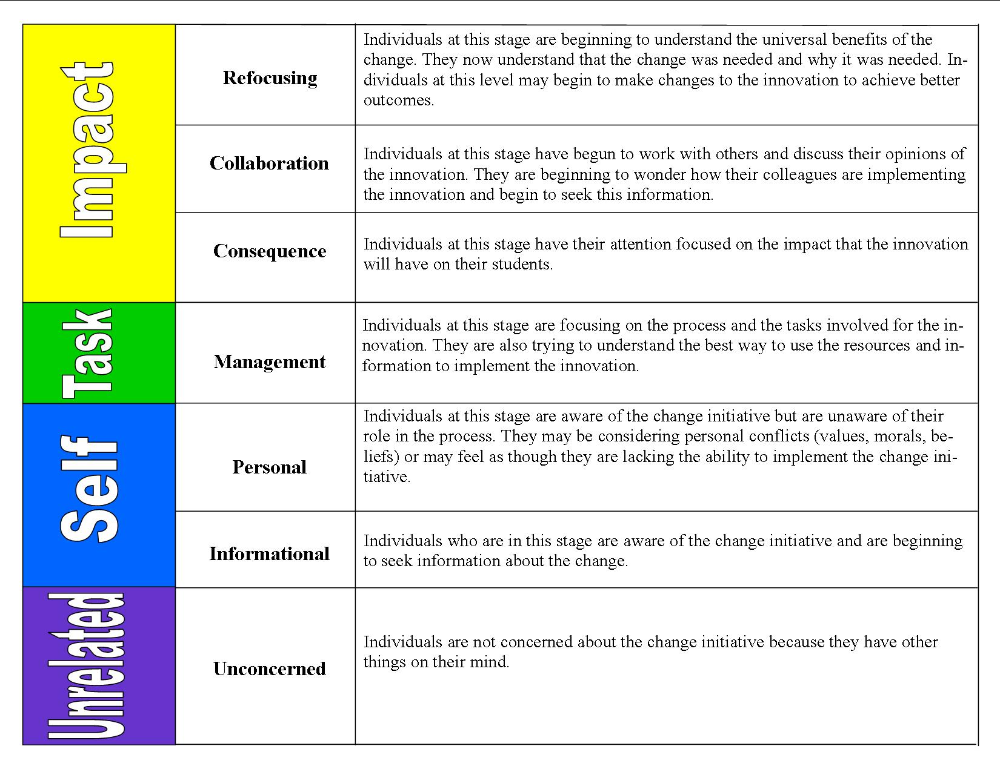 Impact
Refocusing
Individuals at this stage are beginning to understand the universal benefits of the
change. They now understand that the change was needed and why it was needed. In-
dividuals at this level may begin to make changes to the innovation to achieve better
outcomes.
Collaboration
Individuals at this stage have begun to work with others and discuss their opinions of
the innovation. They are beginning to wonder how their colleagues are implementing
the innovation and begin to seek this information.
Consequence
Individuals at this stage have their attention focused on the impact that the innovation
will have on their students.
Task
Management
Individuals at this stage are focusing on the process and the tasks involved for the in-
novation. They are also trying to understand the best way to use the resources and in-
formation to implement the innovation.
Self
Personal
Individuals at this stage are aware of the change initiative but are unaware of their
role in the process. They may be considering personal conflicts (values, morals, be-
liefs) or may feel as though they are lacking the ability to implement the change ini-
tiative.
Informational
Individuals who are in this stage are aware of the change initiative and are beginning
to seek information about the change.
Unrelated
Unconcerned
Individuals are not concerned about the change initiative because they have other
things on their mind.